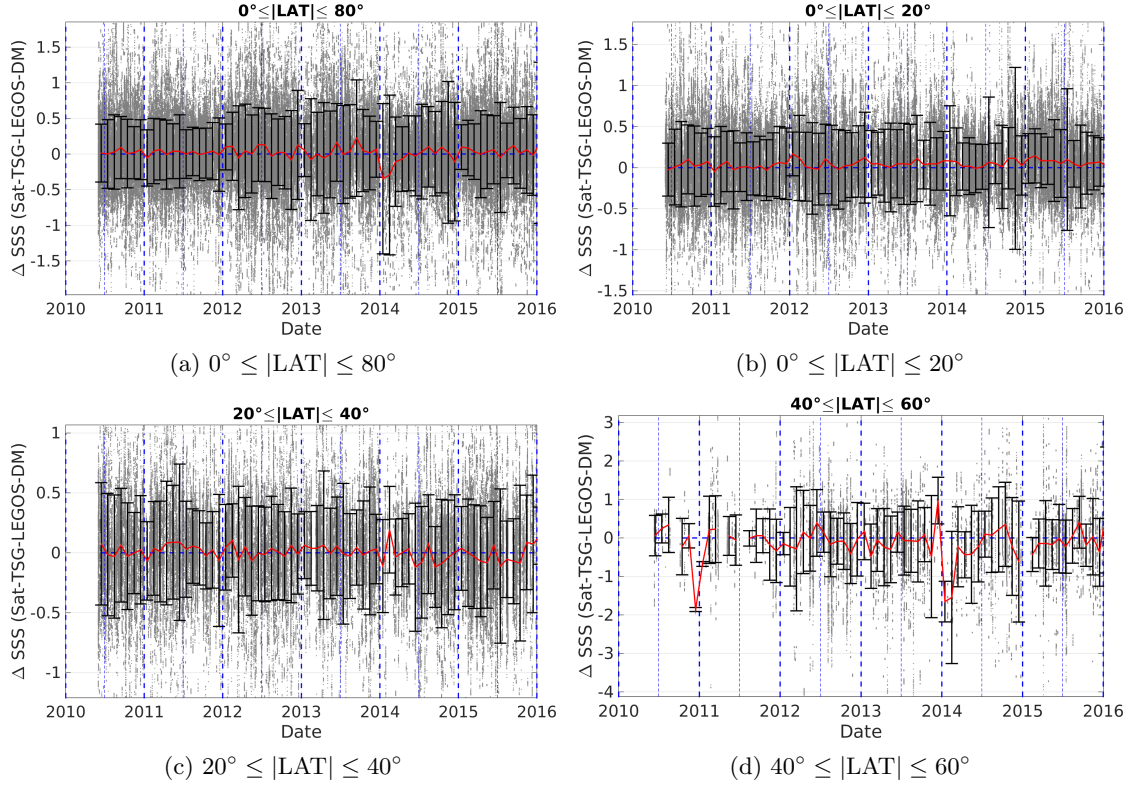 0°≤|LAT|≤ 80°
Δ SSS (Sat-TSG-LEGOS-DM)
1.5
1
0.5
0
-0.5
-1
-1.5
2010 2011 2012 2013 2014 2015 2016
Date
(a) 0° ≤ |LAT| ≤ 80°
0°≤|LAT|≤ 20°
Δ SSS (Sat-TSG-LEGOS-DM)
1.5
1
0.5
0
-0.5
-1
-1.5
2010 2011 2012 2013 2014 2015 2016
Date
(b) 0° ≤ |LAT| ≤ 20°
20°≤|LAT|≤ 40°
Δ SSS (Sat-TSG-LEGOS-DM)
1
0.5
0
-0.5
-1
2010 2011 2012 2013 2014 2015 2016
Date
(c) 20° ≤ |LAT| ≤ 40°
40°≤|LAT|≤ 60°
Δ SSS (Sat-TSG-LEGOS-DM)
3
2
1
0
-1
-2
-3
-4
2010 2011 2012 2013 2014 2015 2016
Date
(d) 40° ≤ |LAT| ≤ 60°